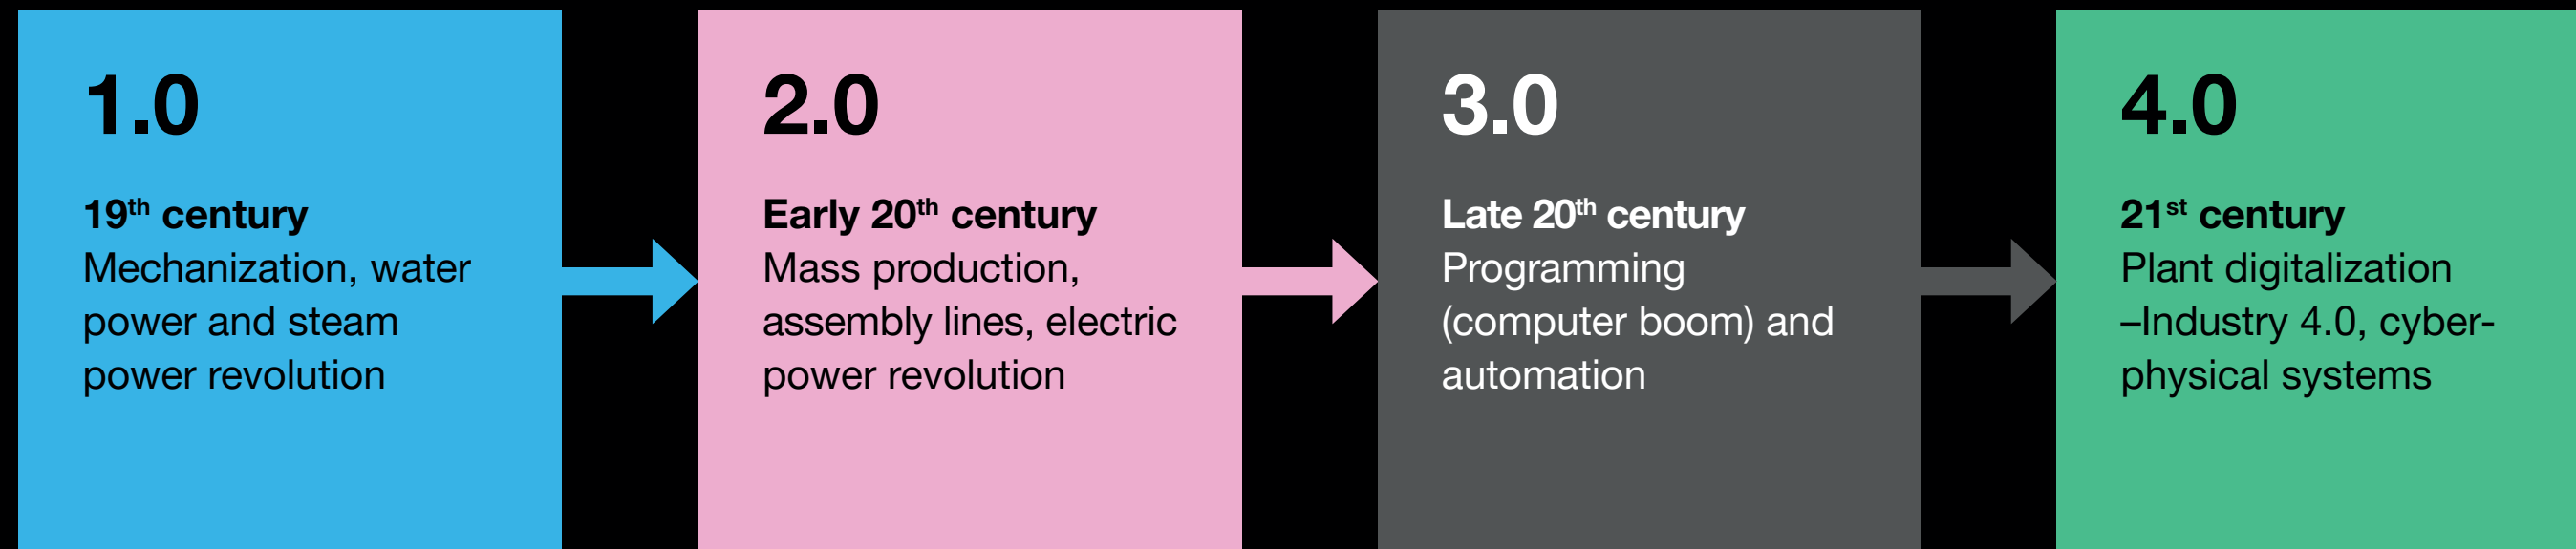 1.0
19th century
Mechanization, water
power and steam
power revolution
2.0
Early 20th century
Mass production,
assembly lines, electric
power revolution
3.0
Late 20th century
Programming
(computer boom) and
automation
4.0
21st century
Plant digitalization
–Industry 4.0, cyber-
physical systems